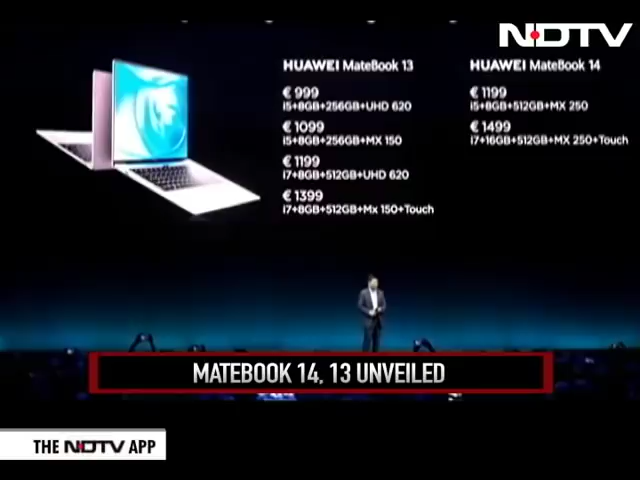 NDTV
HUAWEI MateBook 13
€ 999
i5+8GB+256GB+UHD 620
€ 1099
i5+8GB+256GB+MX 150
€ 1199
i7+8GB+512GB+UHD 620
€ 1399
i7+8GB+512GB+Mx 150+Touch
HUAWEI MateBook 14
€ 1199
i5+8GB+512GB+MX 250
€ 1499
i7+16GB+512GB+MX 250+Touch
MATEBOOK 14, 13 UNVEILED
THE NDTV APP